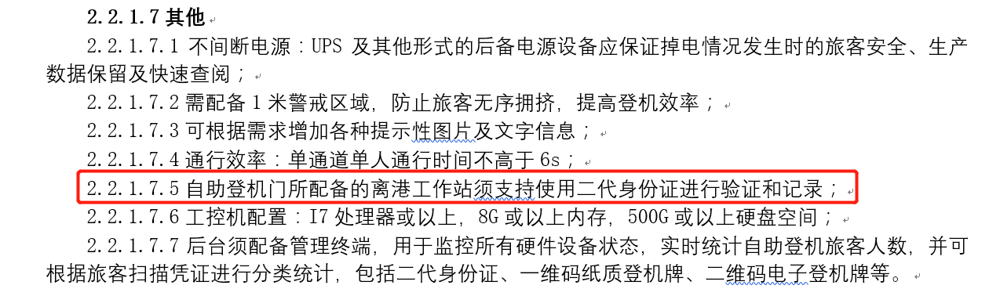 2.2.1.7 其他
2.2.1.7.1 不间断电源：UPS 及其他形式的后备电源设备应保证掉电情况发生时的旅客安全、生产
数据保留及快速查阅；
2.2.1.7.2 需配备 1 米警戒区域，防止旅客无序拥挤，提高登机效率；
2.2.1.7.3 可根据需求增加各种提示性图片及文字信息；
2.2.1.7.4 通行效率：单通道单人通行时间不高于 6s；
2.2.1.7.5 自助登机门所配备的离港工作站须支持使用二代身份证进行验证和记录；
2.2.1.7.6 工控机配置：I7 处理器或以上，8G 或以上内存，500G 或以上硬盘空间；
2.2.1.7.7 后台须配备管理终端，用于监控所有硬件设备状态，实时统计自助登机旅客人数，并可
根据旅客扫描凭证进行分类统计，包括二代身份证、一维码纸质登机牌、二维码电子登机牌等。